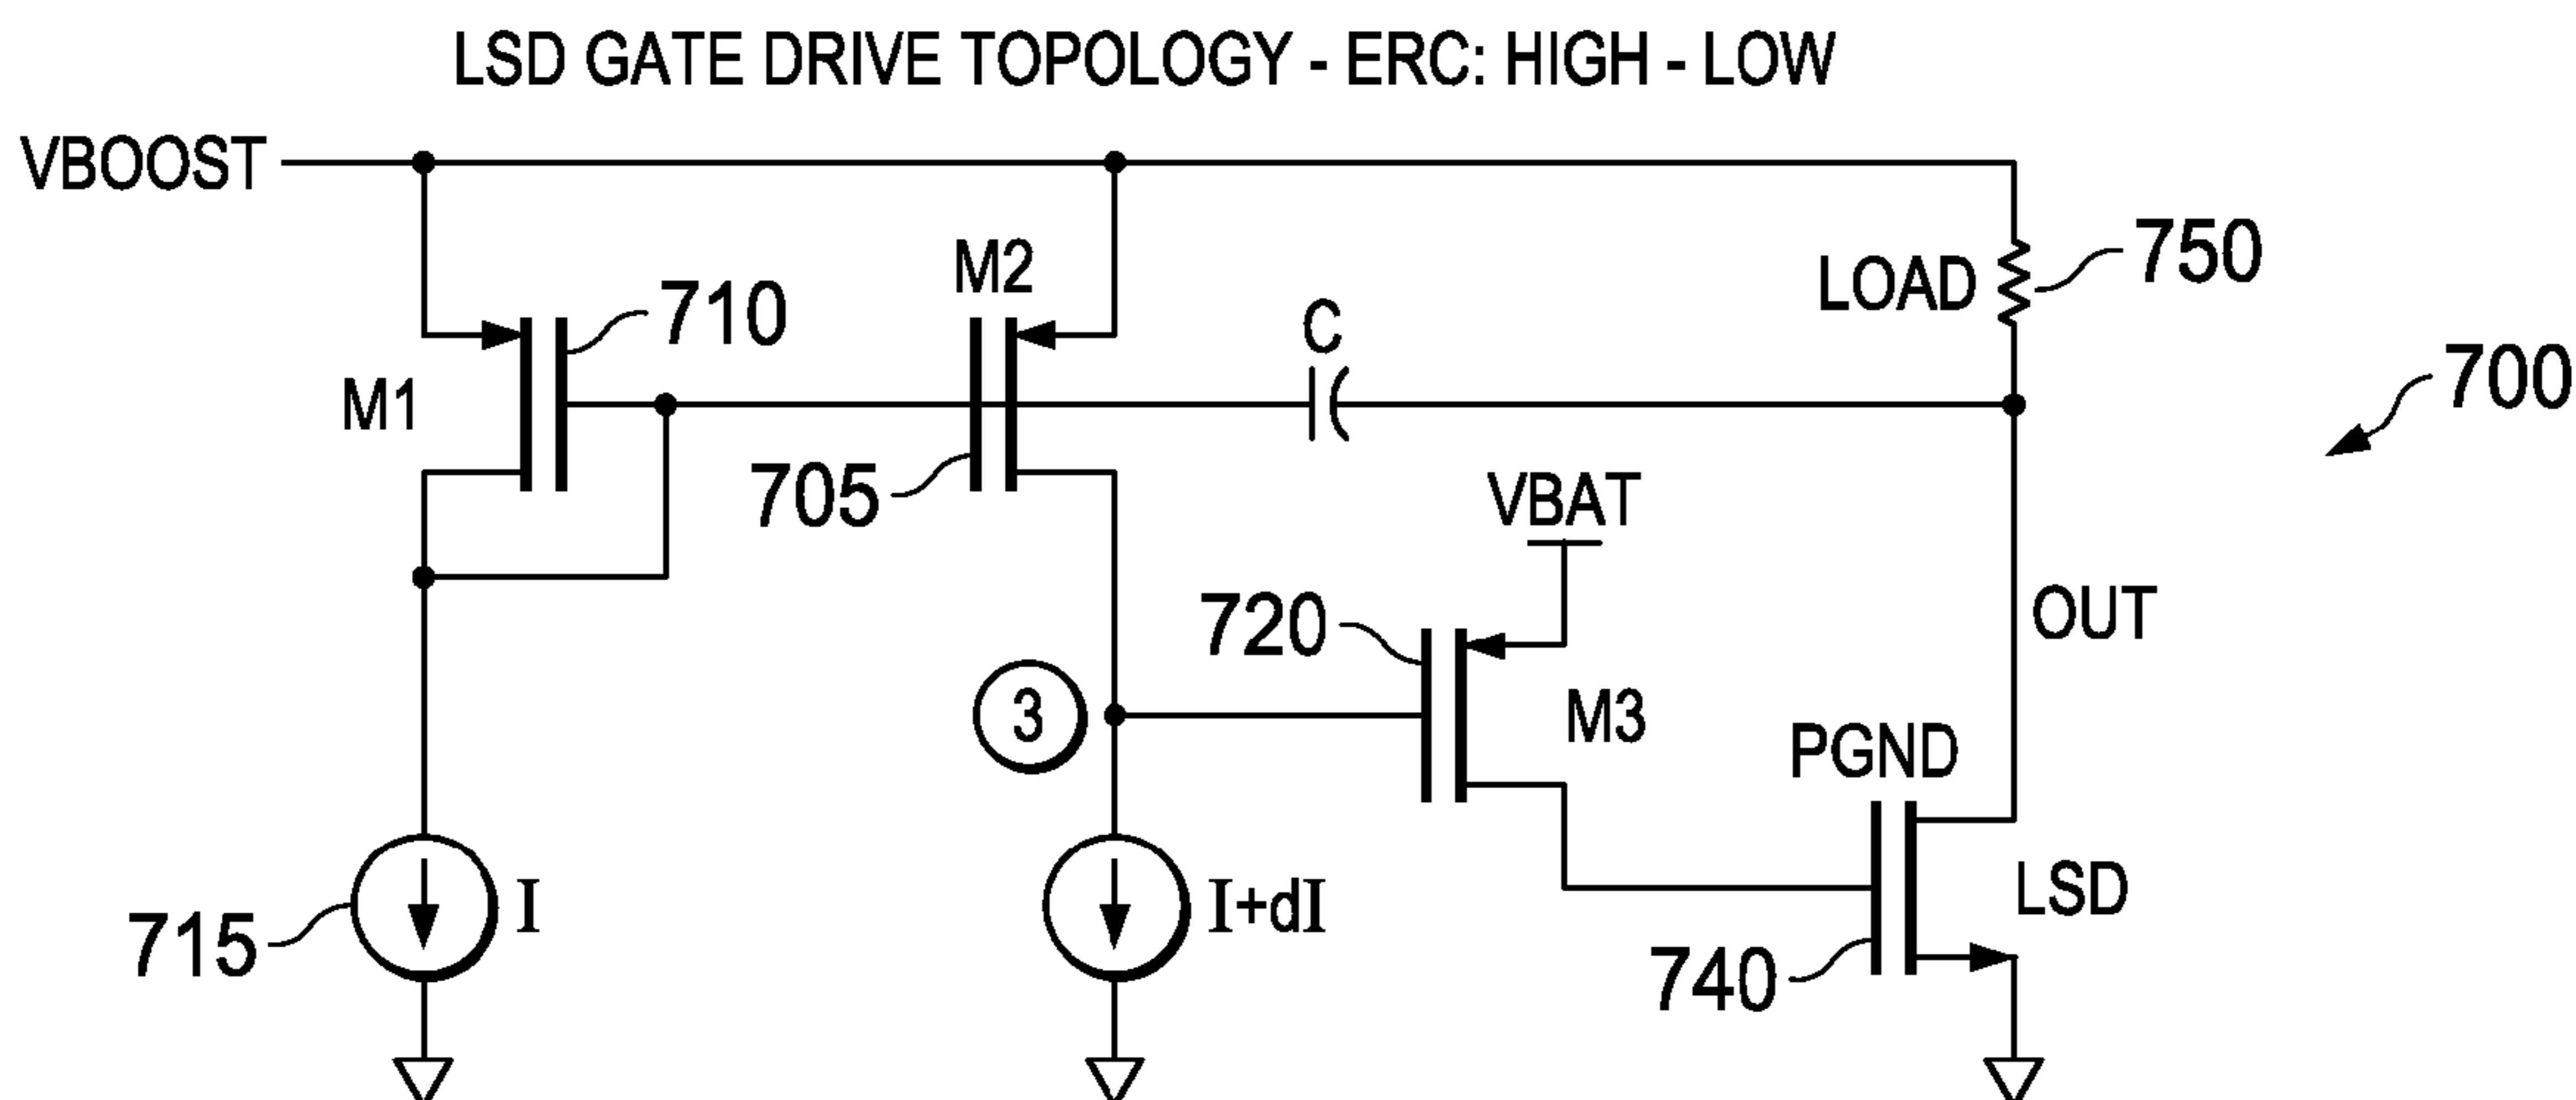 LSD GATE DRIVE TOPOLOGY - ERC: HIGH - LOW
VBOOST
M2
710
LOAD
750
C
M1
700
705
VBAT
720
OUT
3
M3
PGND
I
I+dI
LSD
715
740